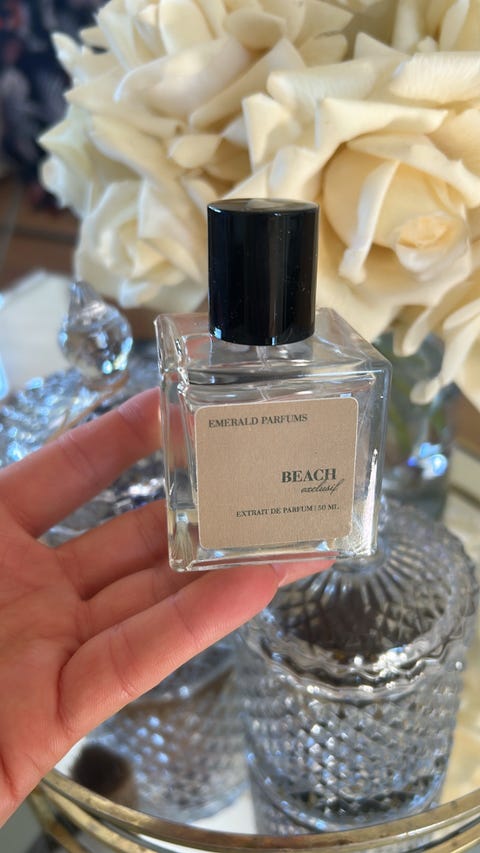 EMERALD PARFUMS
BEACH
exclusif
EXTRAIT DE PARFUM | 50 ML